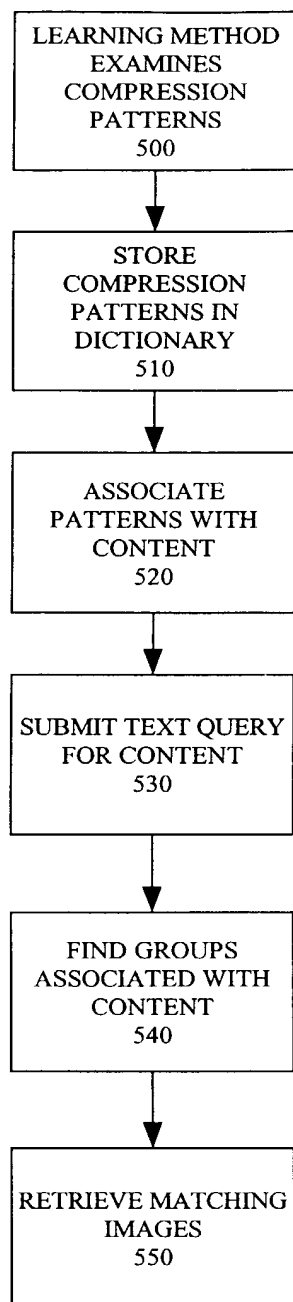 LEARNING METHOD
EXAMINES
COMPRESSION
PATTERNS
500
STORE
COMPRESSION
PATTERNS IN
DICTIONARY
510
ASSOCIATE
PATTERNS WITH
CONTENT
520
SUBMIT TEXT QUERY
FOR CONTENT
530
FIND GROUPS
ASSOCIATED WITH
CONTENT
540
RETRIEVE MATCHING
IMAGES
550